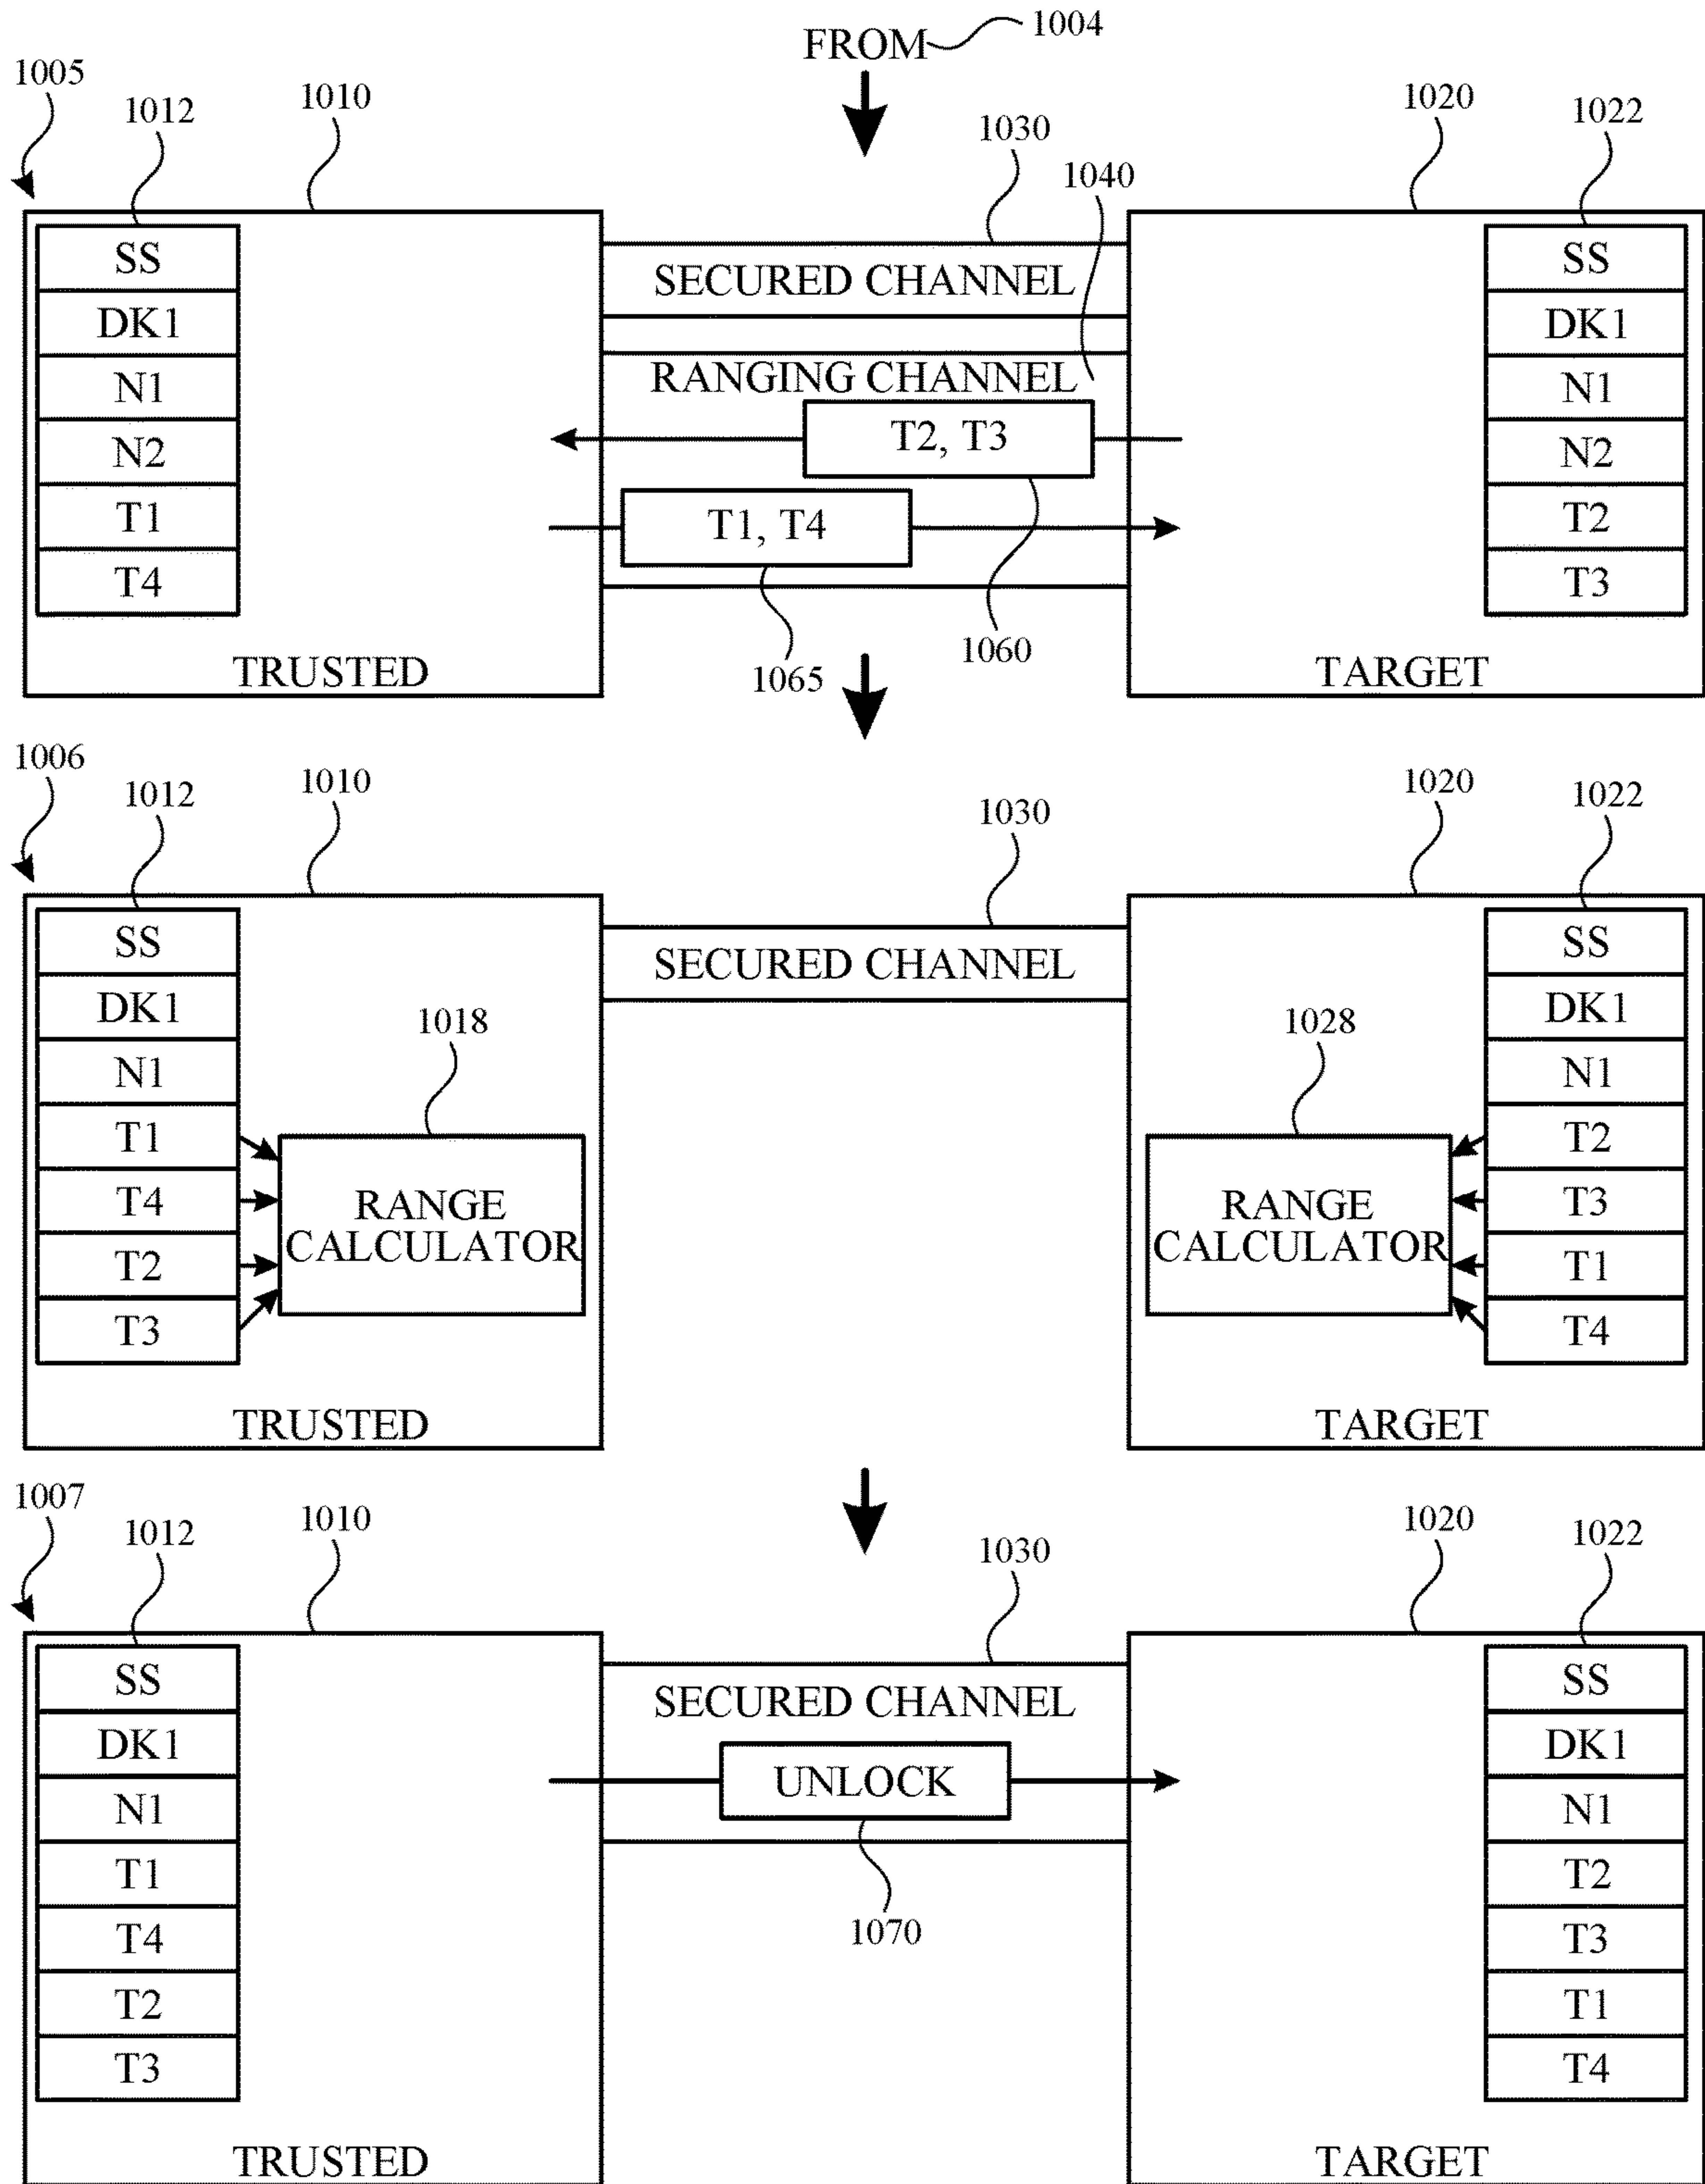 FROM 1004
1005
1012
1010
1030
1040
1020
1022
SS
DK1
N1
N2
T1
T4
TRUSTED
SECURED CHANNEL
RANGING CHANNEL
T2, T3
T1, T4
1060
1065
SS
DK1
N1
N2
T2
T3
TARGET
1006
1012
1010
1030
1020
1022
SS
DK1
N1
T1
T4
T2
T3
1018
RANGE
CALCULATOR
TRUSTED
SECURED CHANNEL
1028
RANGE
CALCULATOR
SS
DK1
N1
T2
T3
T1
T4
TARGET
1007
1012
1010
1030
1020
1022
SS
DK1
N1
T1
T4
T2
T3
TRUSTED
SECURED CHANNEL
UNLOCK
1070
SS
DK1
N1
T2
T3
T1
T4
TARGET